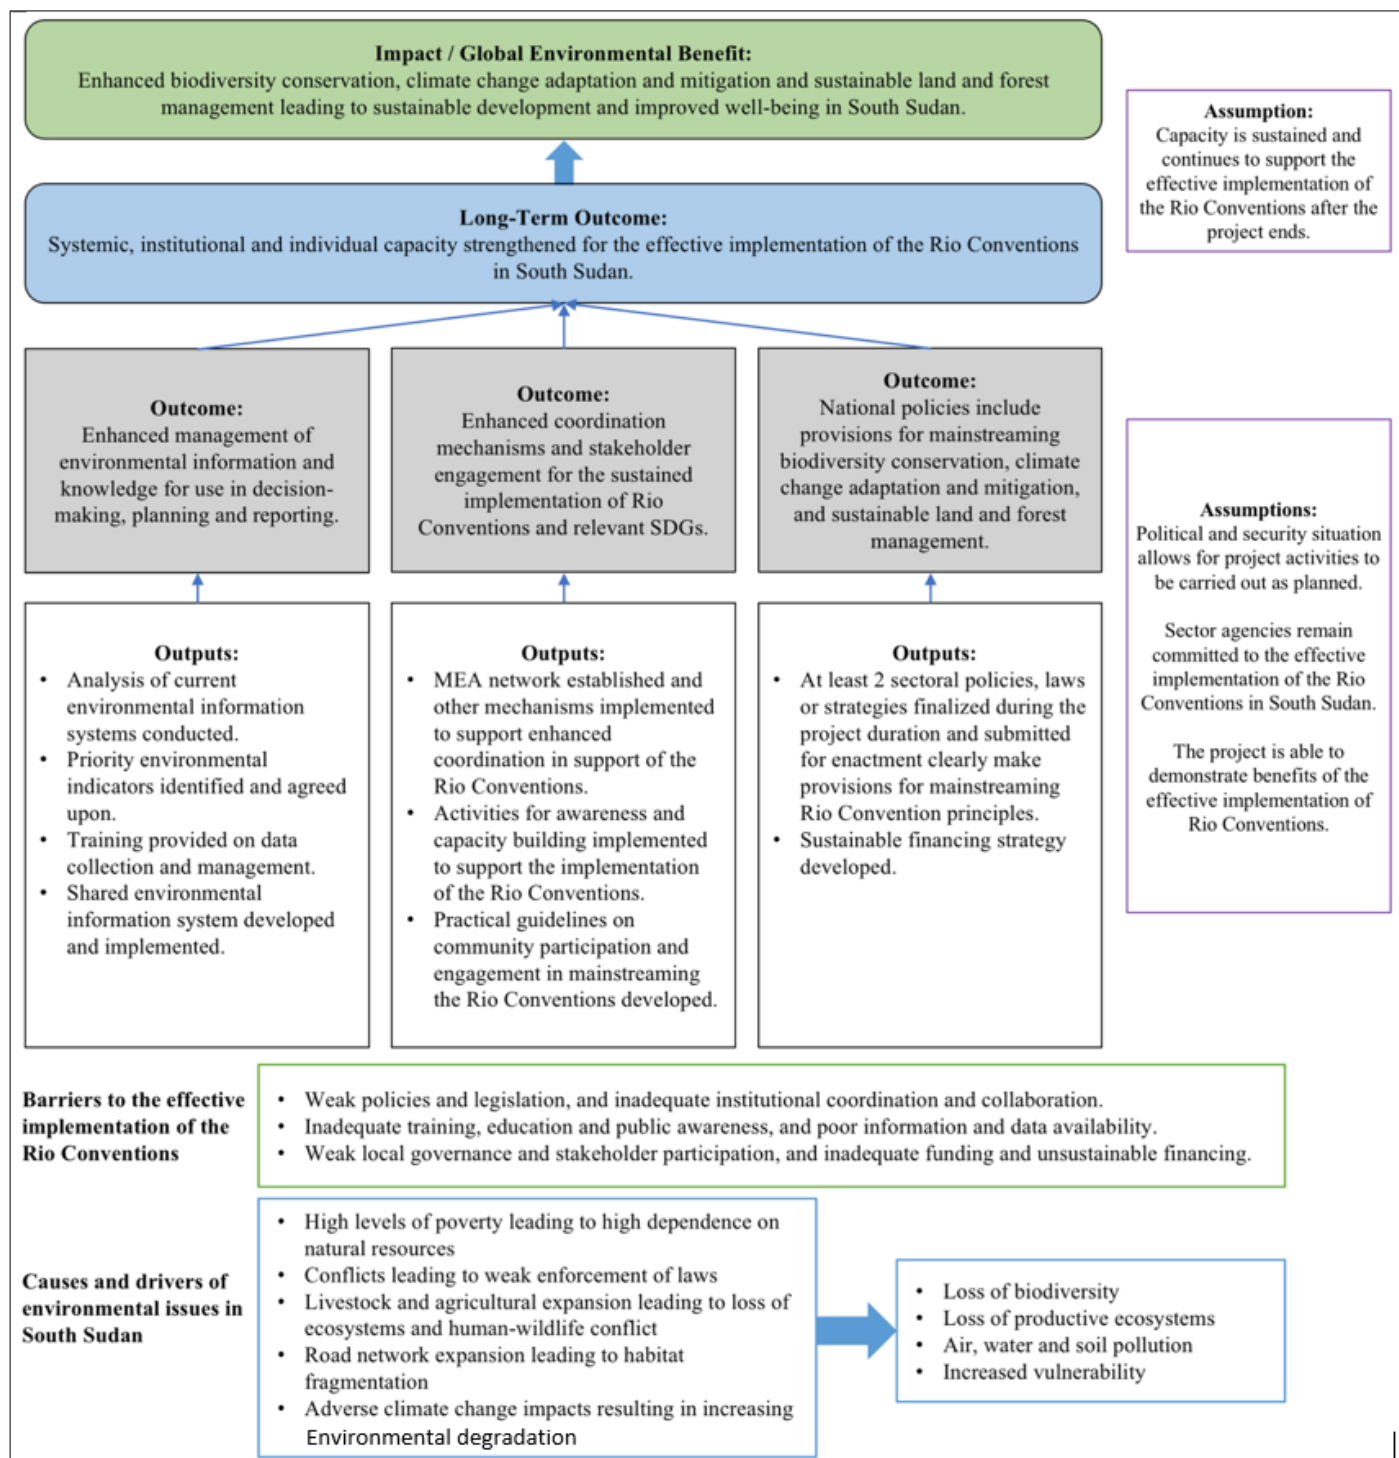 Impact / Global Environmental Benefit:
Enhanced biodiversity conservation, climate change adaptation and mitigation and sustainable land and forest
management leading to sustainable development and improved well-being in South Sudan.
Assumption:
Capacity is sustained and
continues to support the
effective implementation of
the Rio Conventions after the
project ends.
Long-Term Outcome:
Systemic, institutional and individual capacity strengthened for the effective implementation of the Rio Conventions
in South Sudan.
Outcome:
Enhanced management of
environmental information and
knowledge for use in decision-
making, planning and reporting.
Outcome:
Enhanced coordination
mechanisms and stakeholder
engagement for the sustained
implementation of Rio
Conventions and relevant SDGs.
Outcome:
National policies include
provisions for mainstreaming
biodiversity conservation, climate
change adaptation and mitigation,
and sustainable land and forest
management.
Assumptions:
Political and security situation
allows for project activities to
be carried out as planned.
Sector agencies remain
committed to the effective
implementation of the Rio
Conventions in South Sudan.
The project is able to
demonstrate benefits of the
effective implementation of
Rio Conventions.
Outputs:
• Analysis of current
environmental information
systems conducted.
• Priority environmental
indicators identified and agreed
upon.
• Training provided on data
collection and management.
• Shared environmental
information system developed
and implemented.
Outputs:
• MEA network established and
other mechanisms implemented
to support enhanced
coordination in support of the
Rio Conventions.
• Activities for awareness and
capacity building implemented
to support the implementation
of the Rio Conventions.
• Practical guidelines on
community participation and
engagement in mainstreaming
the Rio Conventions developed.
Outputs:
• At least 2 sectoral policies, laws
or strategies finalized during the
project duration and submitted
for enactment clearly make
provisions for mainstreaming
Rio Convention principles.
• Sustainable financing strategy
developed.
Barriers to the effective
implementation of the
Rio Conventions
• Weak policies and legislation, and inadequate institutional coordination and collaboration.
• Inadequate training, education and public awareness, and poor information and data availability.
• Weak local governance and stakeholder participation, and inadequate funding and unsustainable financing.
Causes and drivers of
environmental issues in
South Sudan
• High levels of poverty leading to high dependence on
natural resources
• Conflicts leading to weak enforcement of laws
• Livestock and agricultural expansion leading to loss of
ecosystems and human-wildlife conflict
• Road network expansion leading to habitat
fragmentation
• Adverse climate change impacts resulting in increasing
Environmental degradation
• Loss of biodiversity
• Loss of productive ecosystems
• Air, water and soil pollution
• Increased vulnerability